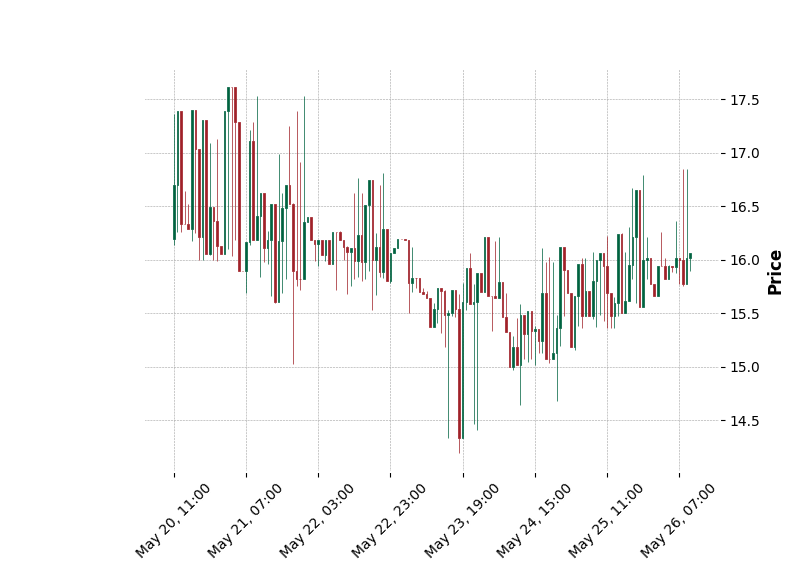 17.5
17.0
16.5
16.0
15.5
15.0
14.5
Price
May 20, 11:00
May 21, 07:00
May 22, 03:00
May 22, 23:00
May 23, 19:00
May 24, 15:00
May 25, 11:00
May 26, 07:00